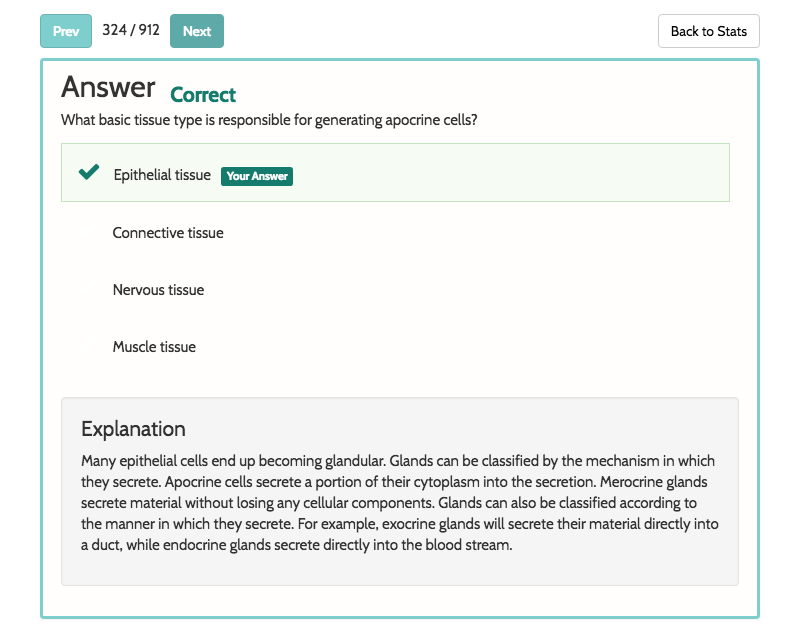 Prev 324 / 912 Next Back to Stats
Answer Correct
What basic tissue type is responsible for generating apocrine cells?
Epithelial tissue Your Answer
Connective tissue
Nervous tissue
Muscle tissue
Explanation
Many epithelial cells end up becoming glandular. Glands can be classified by the mechanism in which
they secrete. Apocrine cells secrete a portion of their cytoplasm into the secretion. Merocrine glands
secrete material without losing any cellular components. Glands can also be classified according to
the manner in which they secrete. For example, exocrine glands will secrete their material directly into
a duct, while endocrine glands secrete directly into the blood stream.